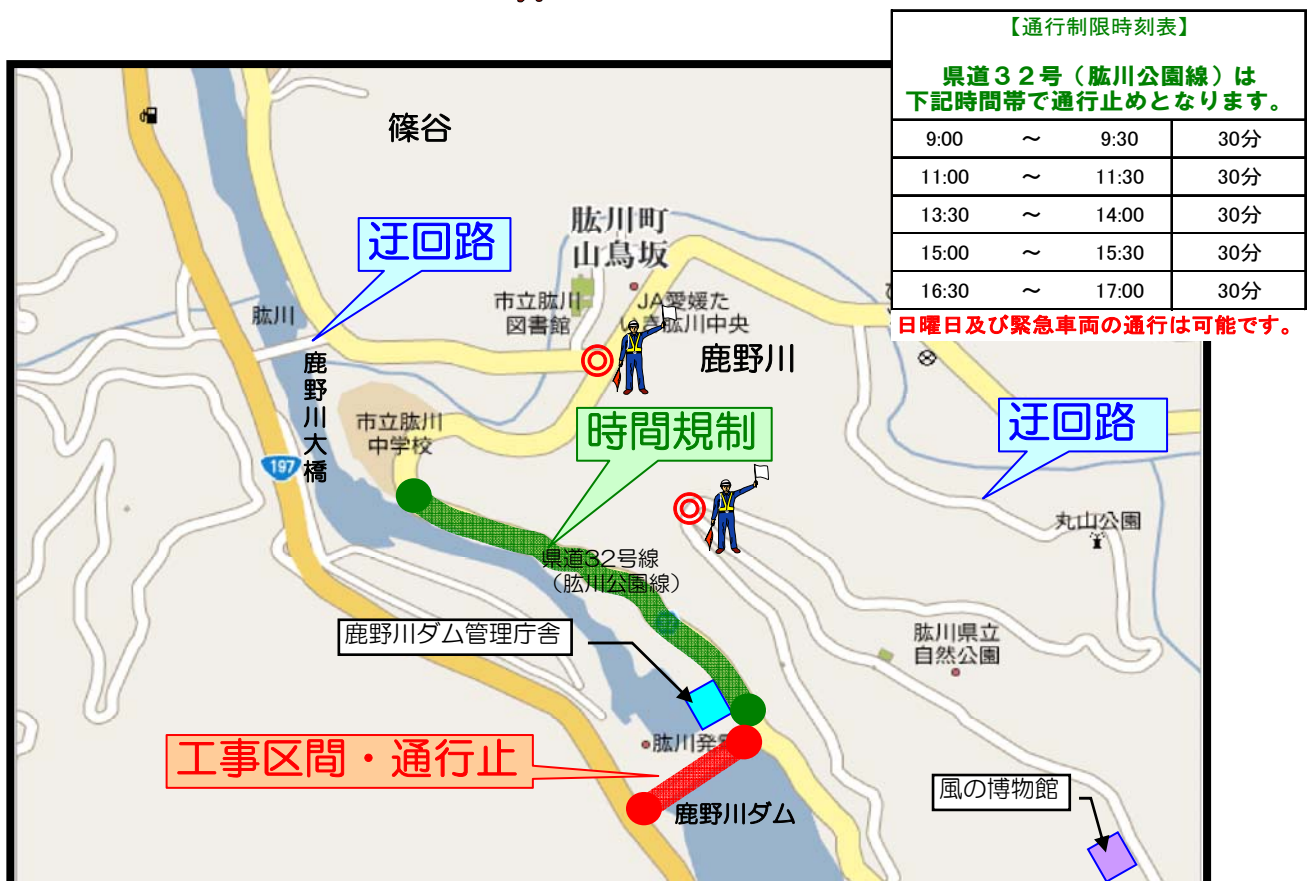 【通行制限時刻表】
県道３２号（肱川公園線）は
下記時間帯で通行止めとなります。
9:00 ～ 9:30 30分
11:00 ～ 11:30 30分
13:30 ～ 14:00 30分
15:00 ～ 15:30 30分
16:30 ～ 17:00 30分
日曜日及び緊急車両の通行は可能です。
篠谷
肱川町
山鳥坂
迂回路
市立肱川
図書館
JA愛媛た
いき肱川中央
肱川
鹿野川
鹿野川大橋
市立肱川
中学校
時間規制
迂回路
197
丸山公園
県道32号線
（肱川公園線）
鹿野川ダム管理庁舎
肱川県立
自然公園
工事区間・通行止
肱川発
風の博物館
鹿野川ダム